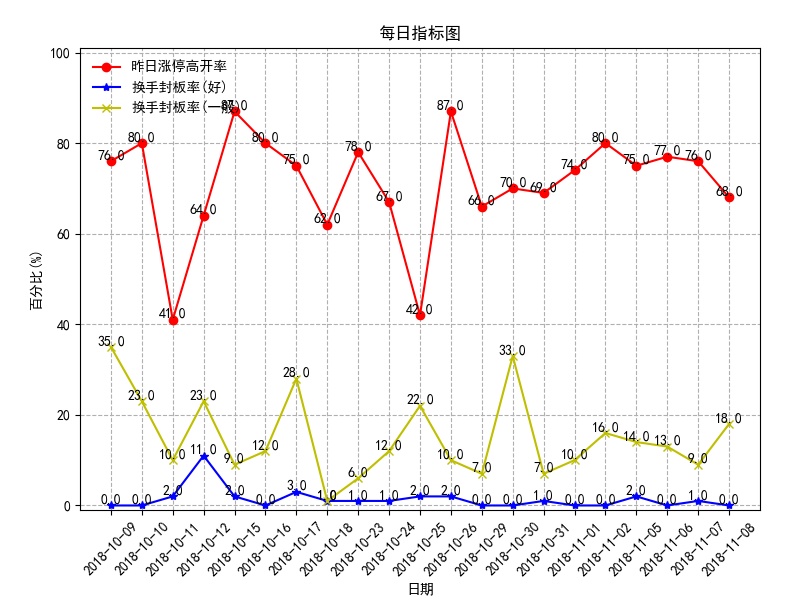 每日指标图
昨日涨停高开率
换手封板率(好)
换手封板率(一般)
百分比(%)
100
80
60
40
20
0
76.0 80.0 41.0 64.0 87.0 80.0 75.0 62.0 78.0 67.0 42.0 87.0 66.0 70.0 69.0 74.0 80.0 75.0 77.0 76.0 68.0
35.0 23.0 10.0 23.0 9.0 12.0 28.0 1.0 6.0 12.0 22.0 10.0 7.0 33.0 7.0 10.0 16.0 14.0 13.0 9.0 18.0
0.0 0.0 2.0 11.0 2.0 0.0 3.0 1.0 1.0 1.0 2.0 2.0 0.0 0.0 1.0 0.0 0.0 2.0 0.0 1.0 0.0
2018-10-09 2018-10-10 2018-10-11 2018-10-12 2018-10-15 2018-10-16 2018-10-17 2018-10-18 2018-10-23 2018-10-24 2018-10-25 2018-10-26 2018-10-29 2018-10-30 2018-10-31 2018-11-01 2018-11-02 2018-11-05 2018-11-06 2018-11-07 2018-11-08
日期